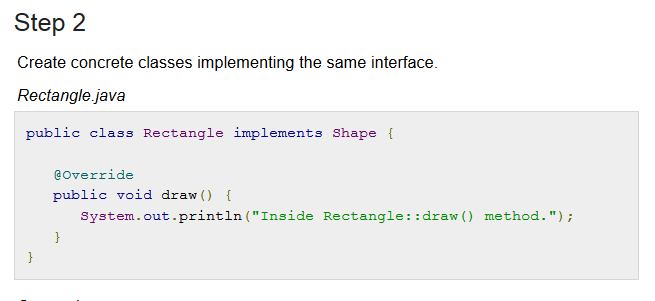 Step 2
Create concrete classes implementing the same interface.
Rectangle.java
public class Rectangle implements Shape {
@Override
public void draw() {
System.out.println("Inside Rectangle::draw() method.");
}
}